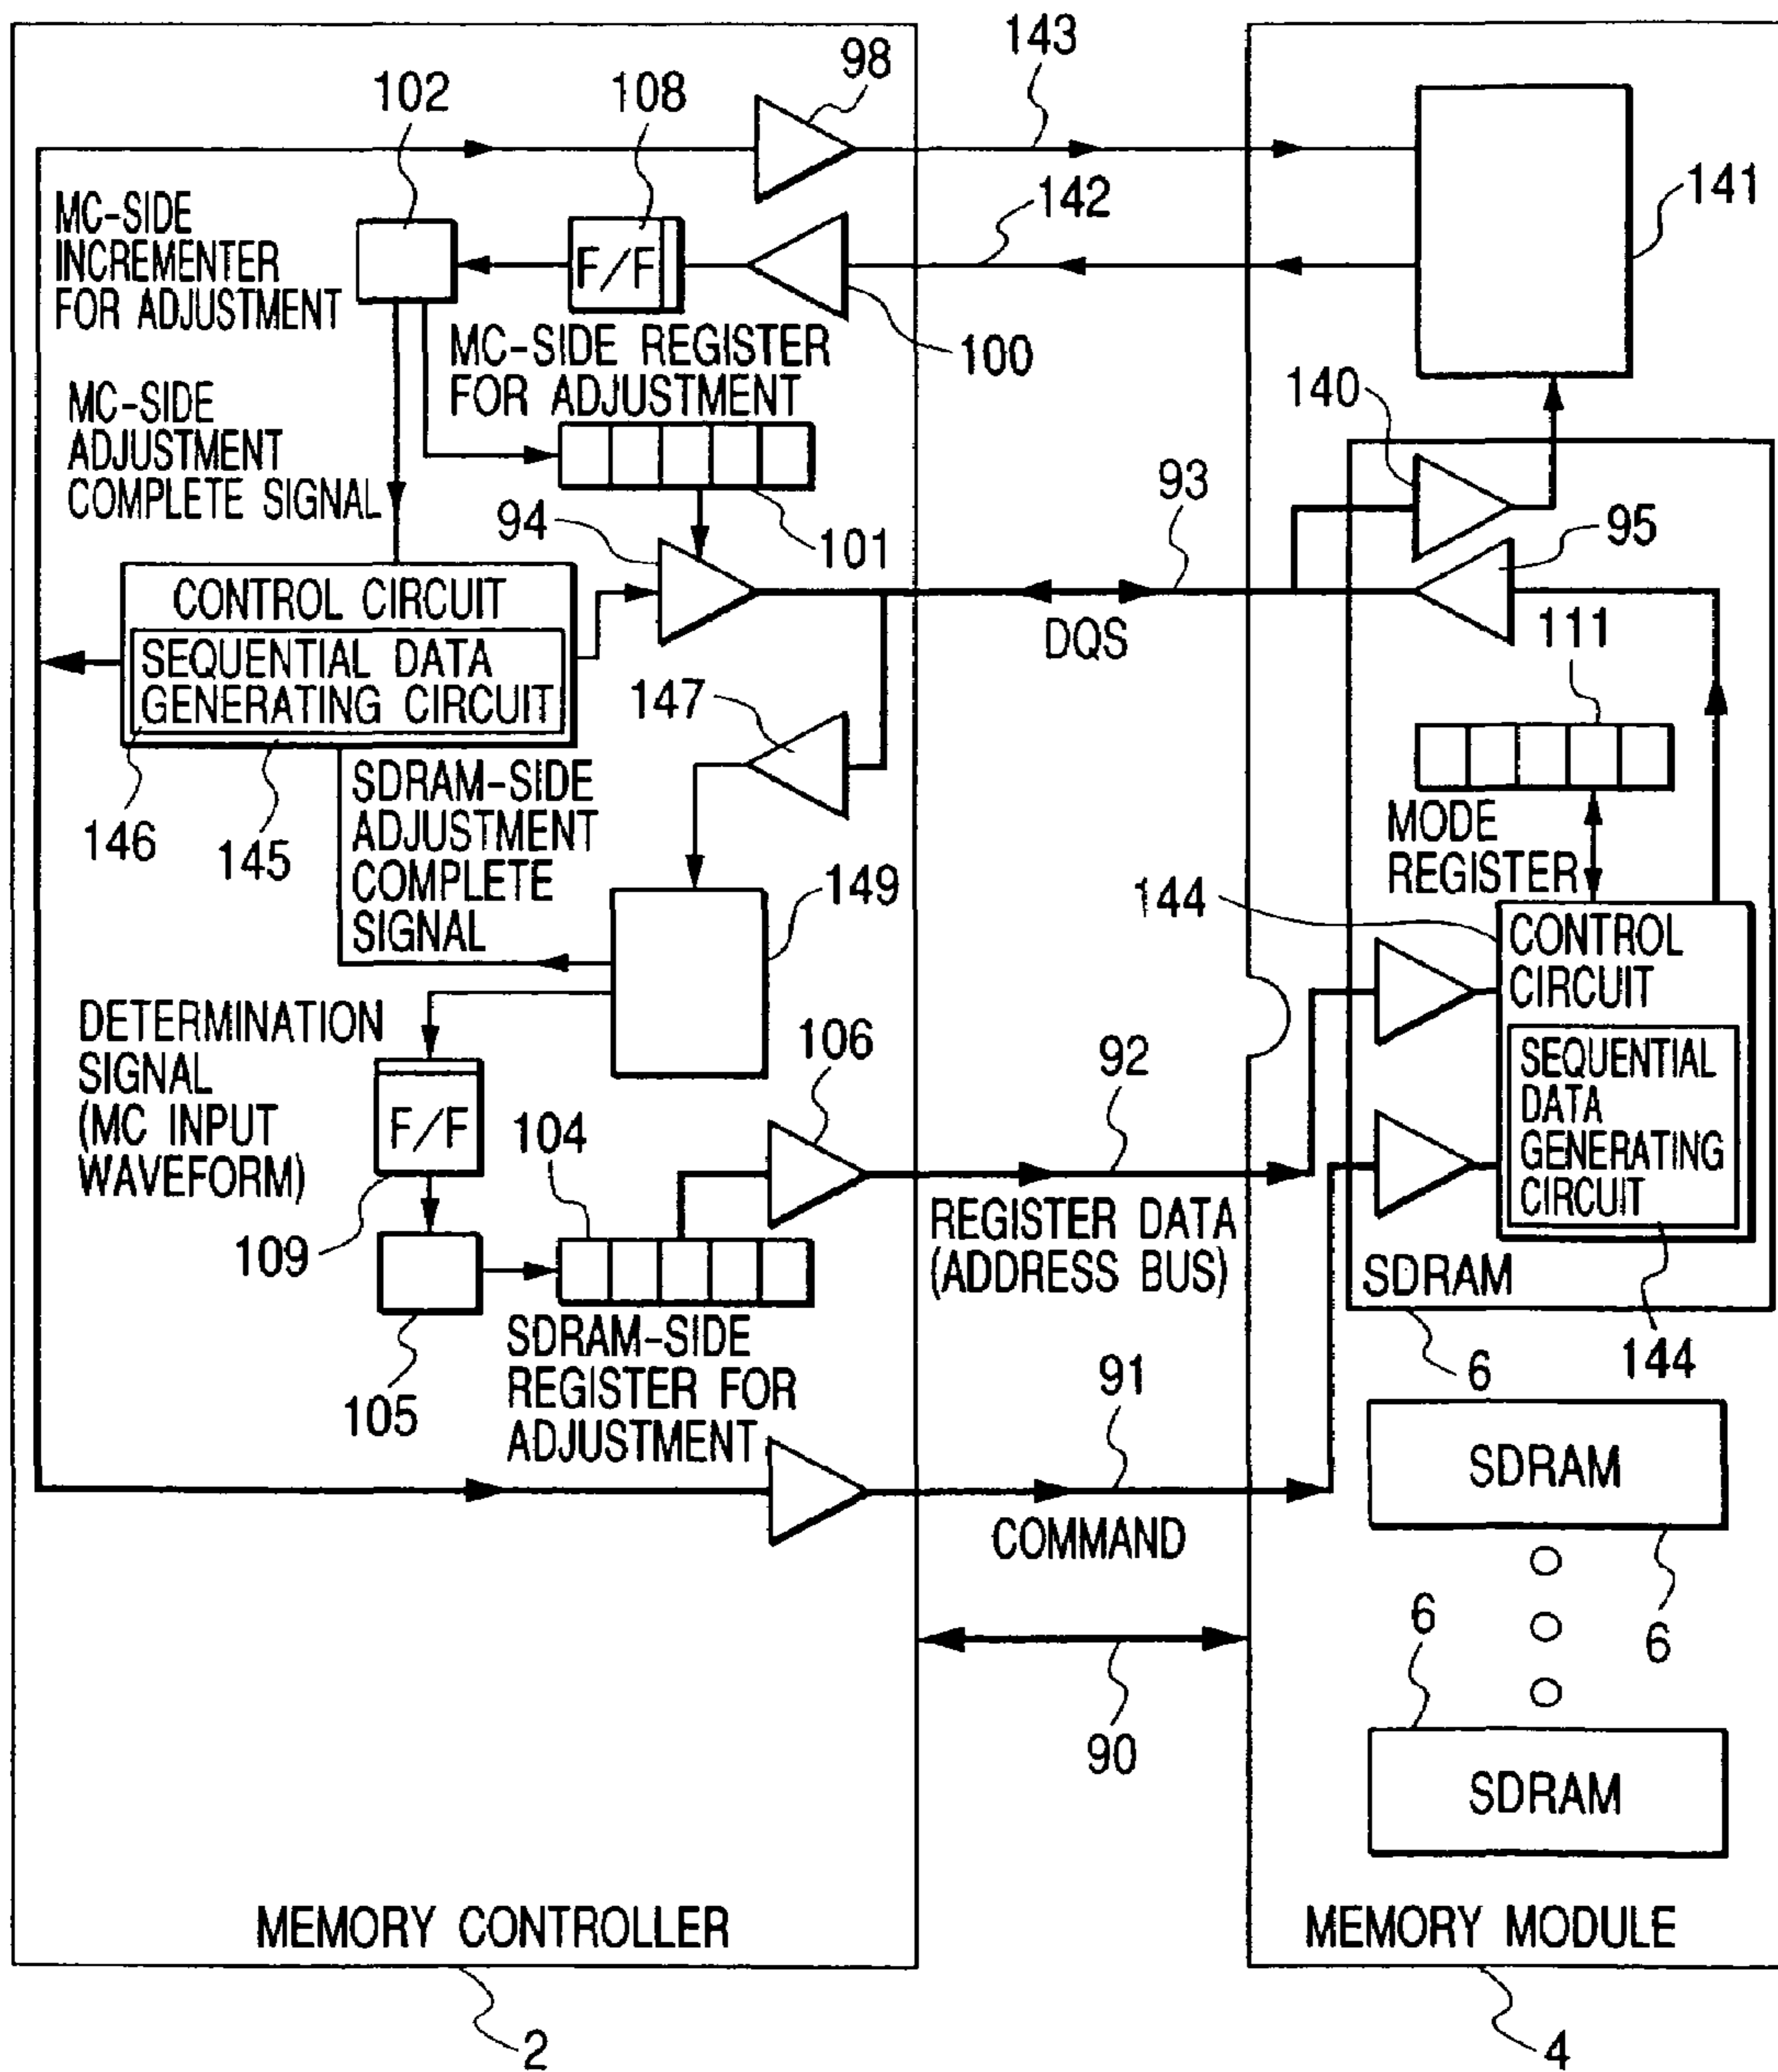 143
98
102
108
141
142
MC-SIDE
INCREMENTER
FOR ADJUSTMENT
F/F
100
MC-SIDE REGISTER
FOR ADJUSTMENT
MC-SIDE
ADJUSTMENT
COMPLETE SIGNAL
140
93
94
101
95
CONTROL CIRCUIT
SEQUENTIAL DATA
GENERATING CIRCUIT
DQS
111
147
146
145
SDRAM-SIDE
ADJUSTMENT
COMPLETE
SIGNAL
MODE
REGISTER
149
144
CONTROL
CIRCUIT
SEQUENTIAL
DATA
GENERATING
CIRCUIT
DETERMINATION
SIGNAL
(MC INPUT
WAVEFORM)
106
92
F/F
104
109
REGISTER DATA
(ADDRESS BUS)
SDRAM
105
SDRAM-SIDE
REGISTER FOR
ADJUSTMENT
6
144
91
SDRAM
COMMAND
6
6
90
SDRAM
MEMORY CONTROLLER
MEMORY MODULE
2
4